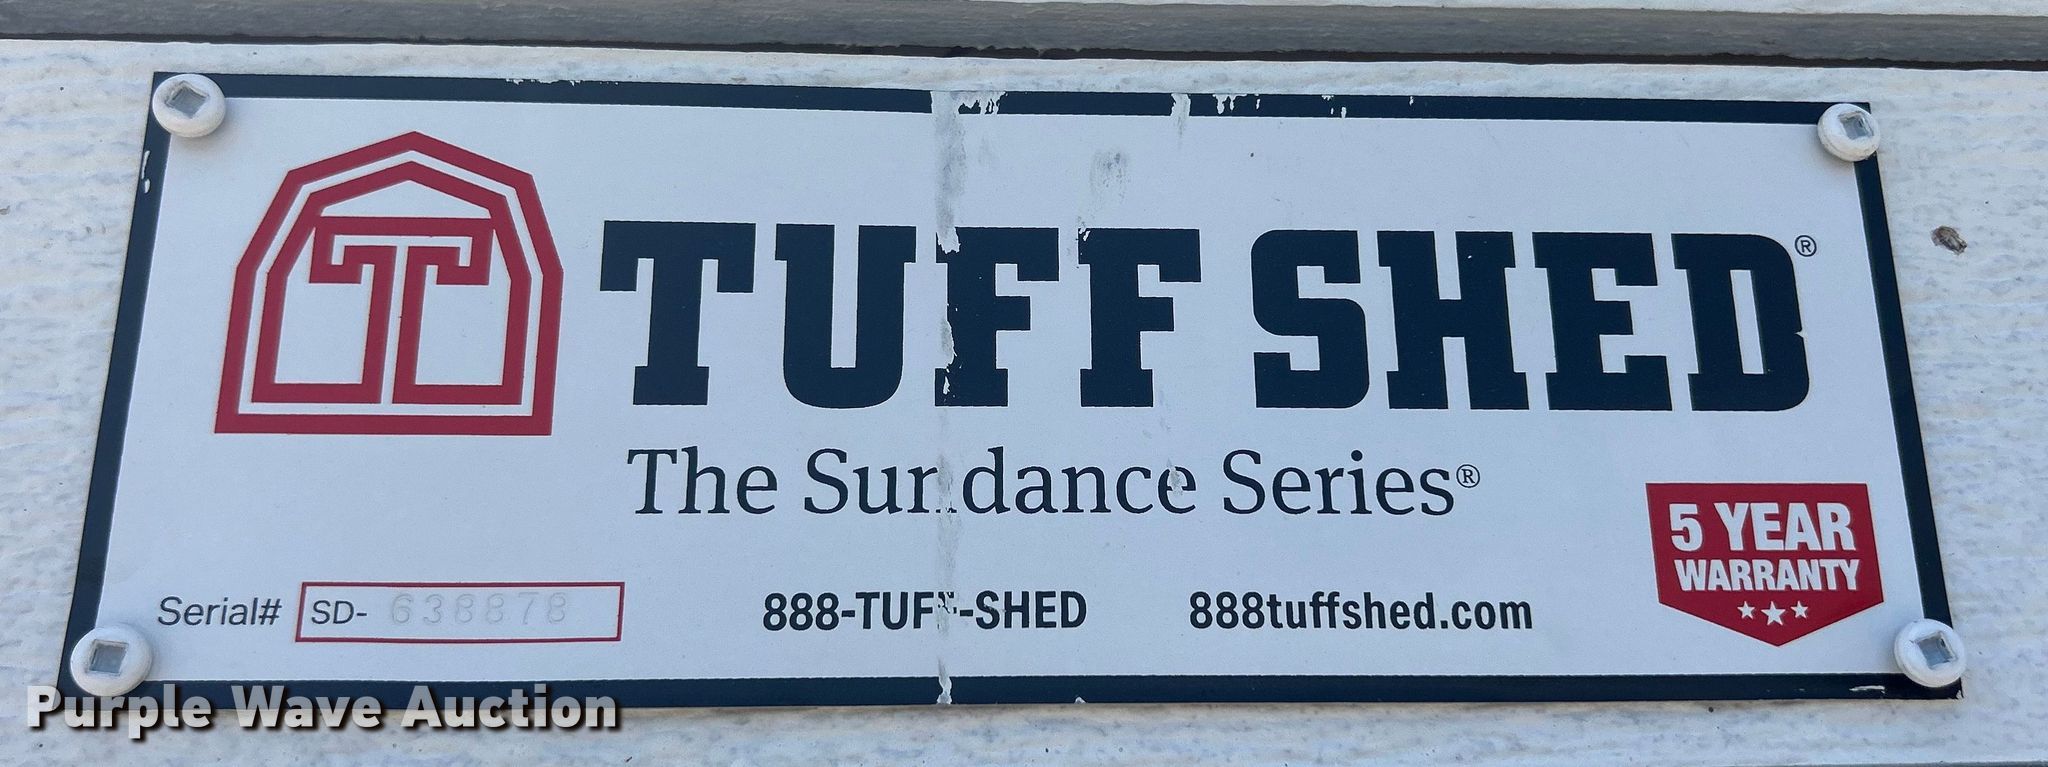 TUFF SHED®
The Sundance Series®
5 YEAR
WARRANTY
Serial# SD- 638878
888-TUFF-SHED
888tuffshed.com
Purple Wave Auction